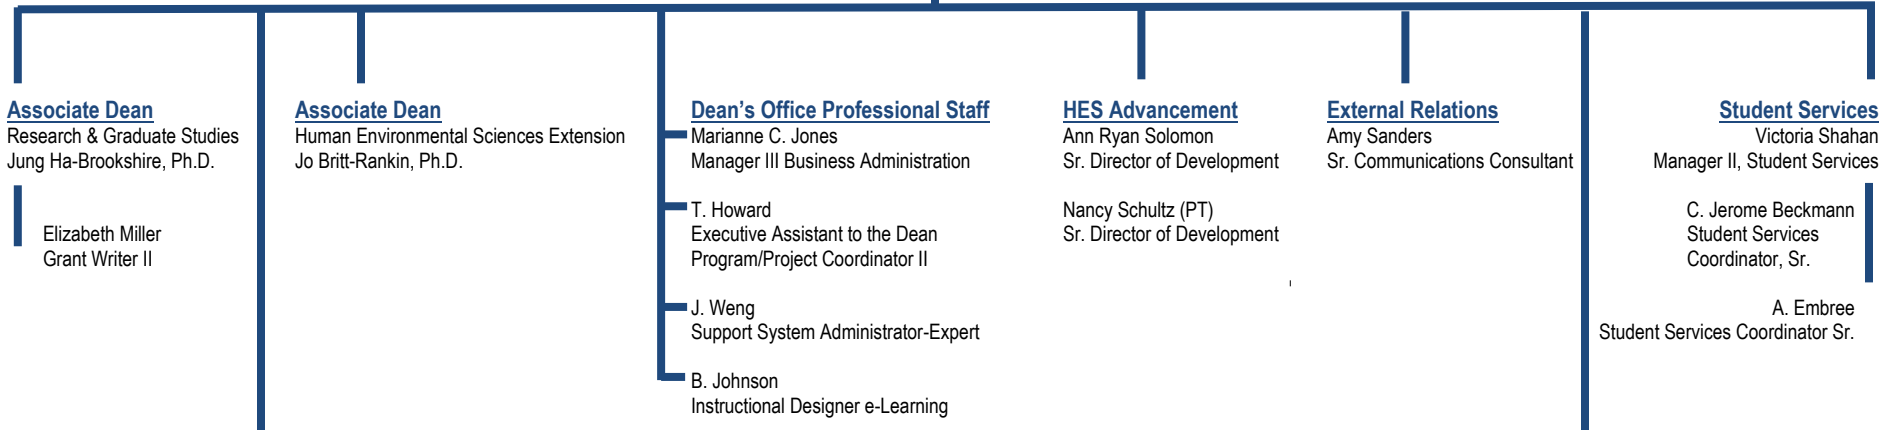 Associate Dean
Research & Graduate Studies
Jung Ha-Brookshire, Ph.D.
Elizabeth Miller
Grant Writer II
Associate Dean
Human Environmental Sciences Extension
Jo Britt-Rankin, Ph.D.
Dean's Office Professional Staff
Marianne C. Jones
Manager III Business Administration
T. Howard
Executive Assistant to the Dean
Program/Project Coordinator II
J. Weng
Support System Administrator-Expert
B. Johnson
Instructional Designer e-Learning
HES Advancement
Ann Ryan Solomon
Sr. Director of Development
Nancy Schultz (PT)
Sr. Director of Development
External Relations
Amy Sanders
Sr. Communications Consultant
Student Services
Victoria Shahan
Manager II, Student Services
C. Jerome Beckmann
Student Services
Coordinator, Sr.
A. Embree
Student Services Coordinator Sr.